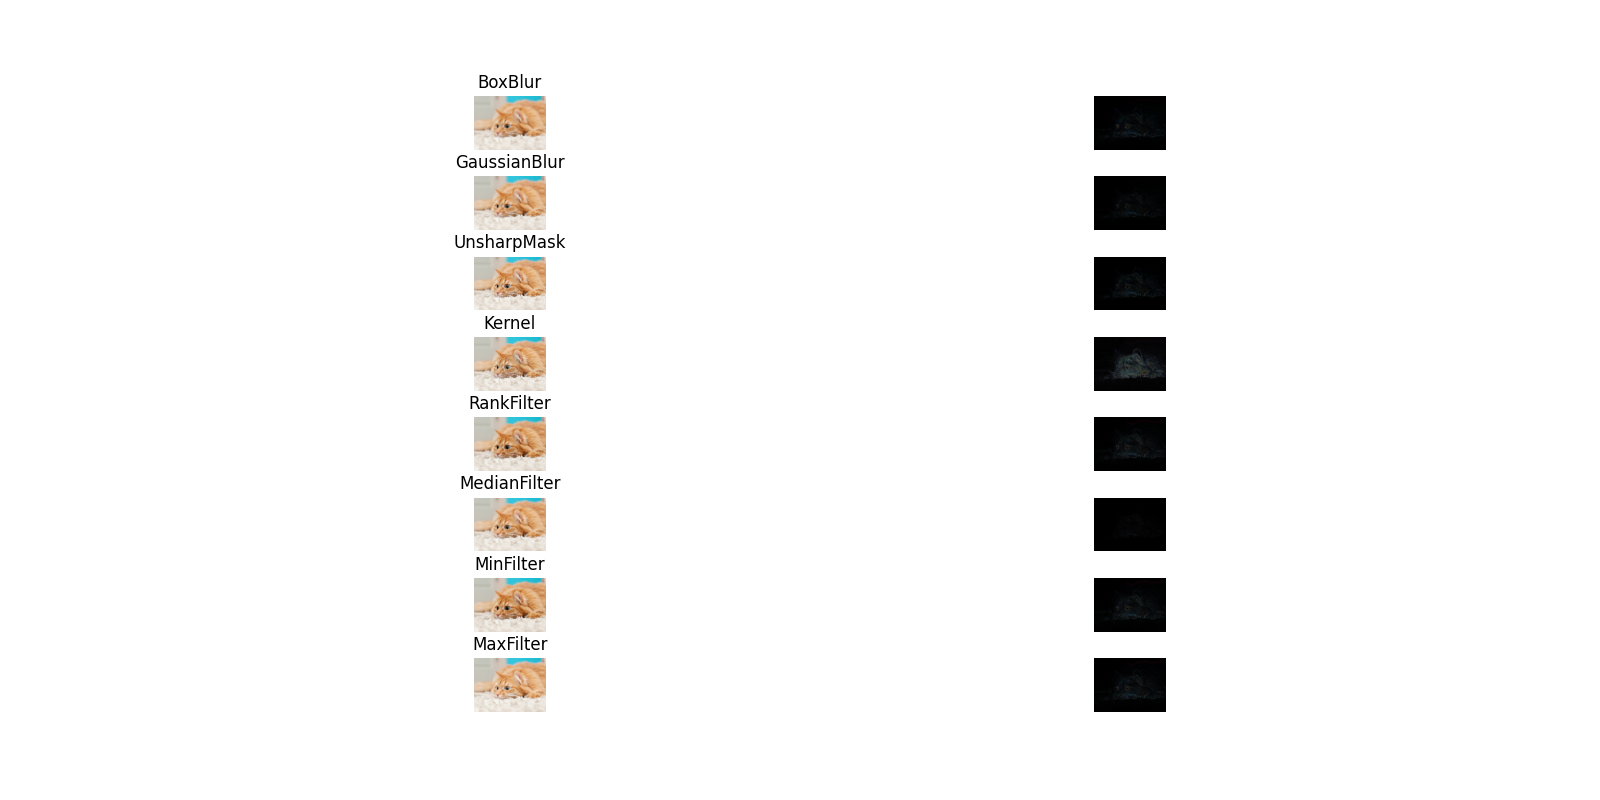 BoxBlur
GaussianBlur
UnsharpMask
Kernel
RankFilter
MedianFilter
MinFilter
MaxFilter